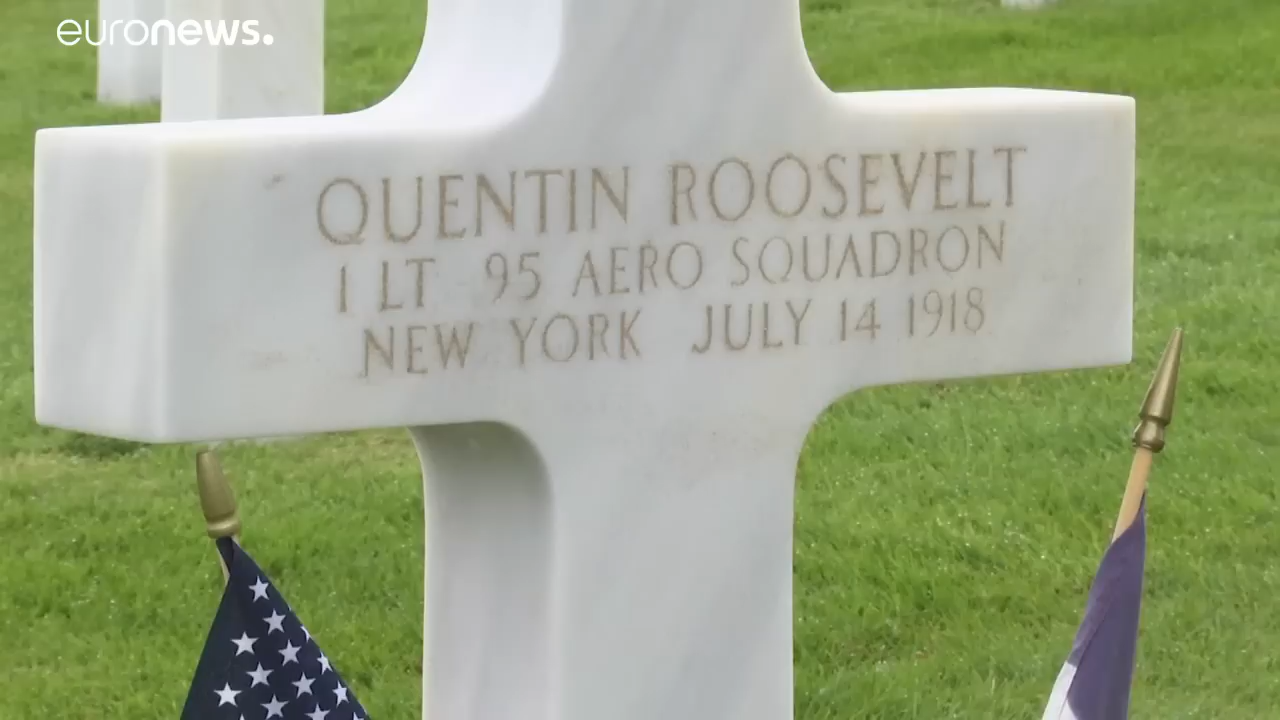 euronews.
QUENTIN ROOSEVELT
1 LT 95 AERO SQUADRON
NEW YORK JULY 14 1918